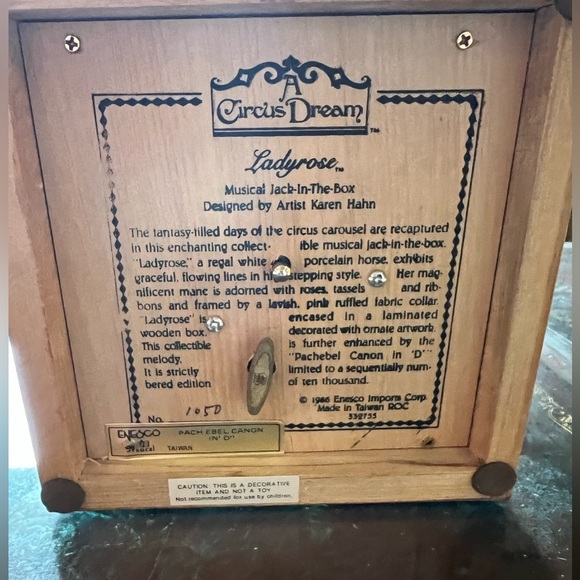 A
Circus Dream TM
Ladyrose TM
Musical Jack-In-The-Box
Designed by Artist Karen Hahn
The fantasy-filled days of the circus carousel are recaptured
in this enchanting collect- ible musical jack-in-the-box.
"Ladyrose," a regal white porcelain horse, exhibits
graceful, flowing lines in stepping style. Her mag-
nificent mane is adorned with roses, tassels and rib-
bons and framed by a lavish, pink ruffled fabric collar.
"Ladyrose" is encased in a laminated
wooden box. decorated with ornate artwork.
This collectible is further enhanced by the
melody. "Pachebel Canon in 'D'"
It is strictly limited to a sequentially num-
bered edition of ten thousand.
No. 1050
© 1986 Enesco Imports Corp.
Made in Taiwan ROC
ENESCO PACH EBEL CANON
IN' D"
Musical TAIWAN
CAUTION: THIS IS A DECORATIVE
ITEM AND NOT A TOY
Not recommended for use by children.